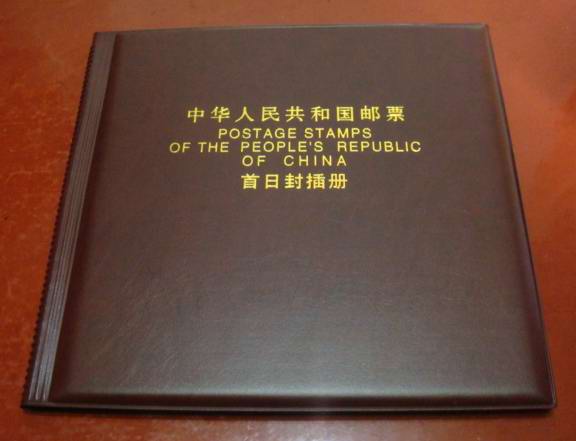 中华人民共和国邮票
POSTAGE STAMPS
OF THE PEOPLE'S REPUBLIC
OF CHINA
首日封插册